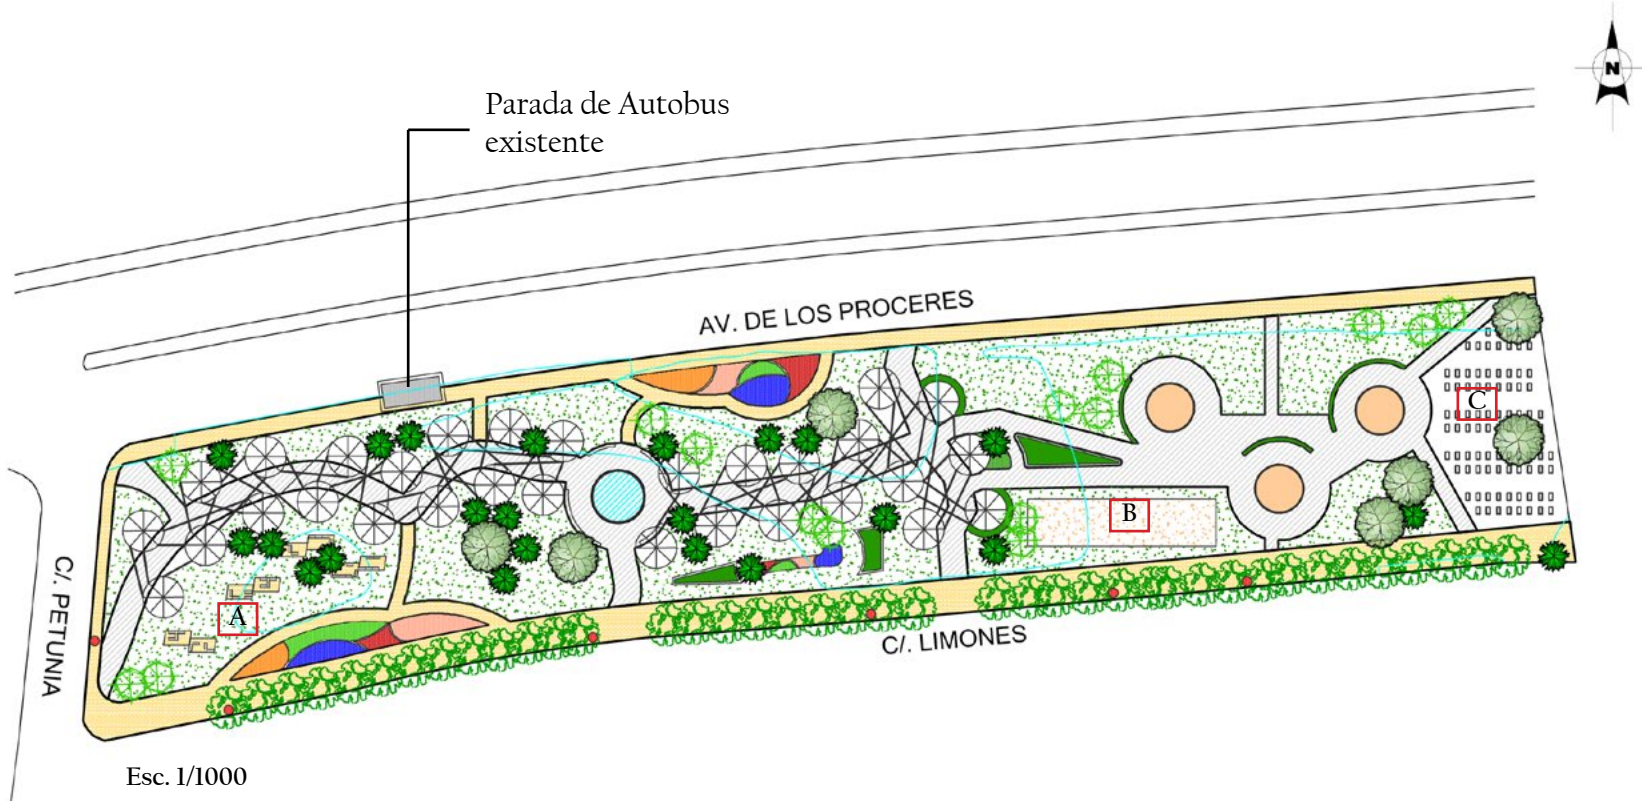 N
Parada de Autobus
existente
AV. DE LOS PROCERES
C
B
A
C/. PETUNIA
C/. LIMONES
Esc. 1/1000